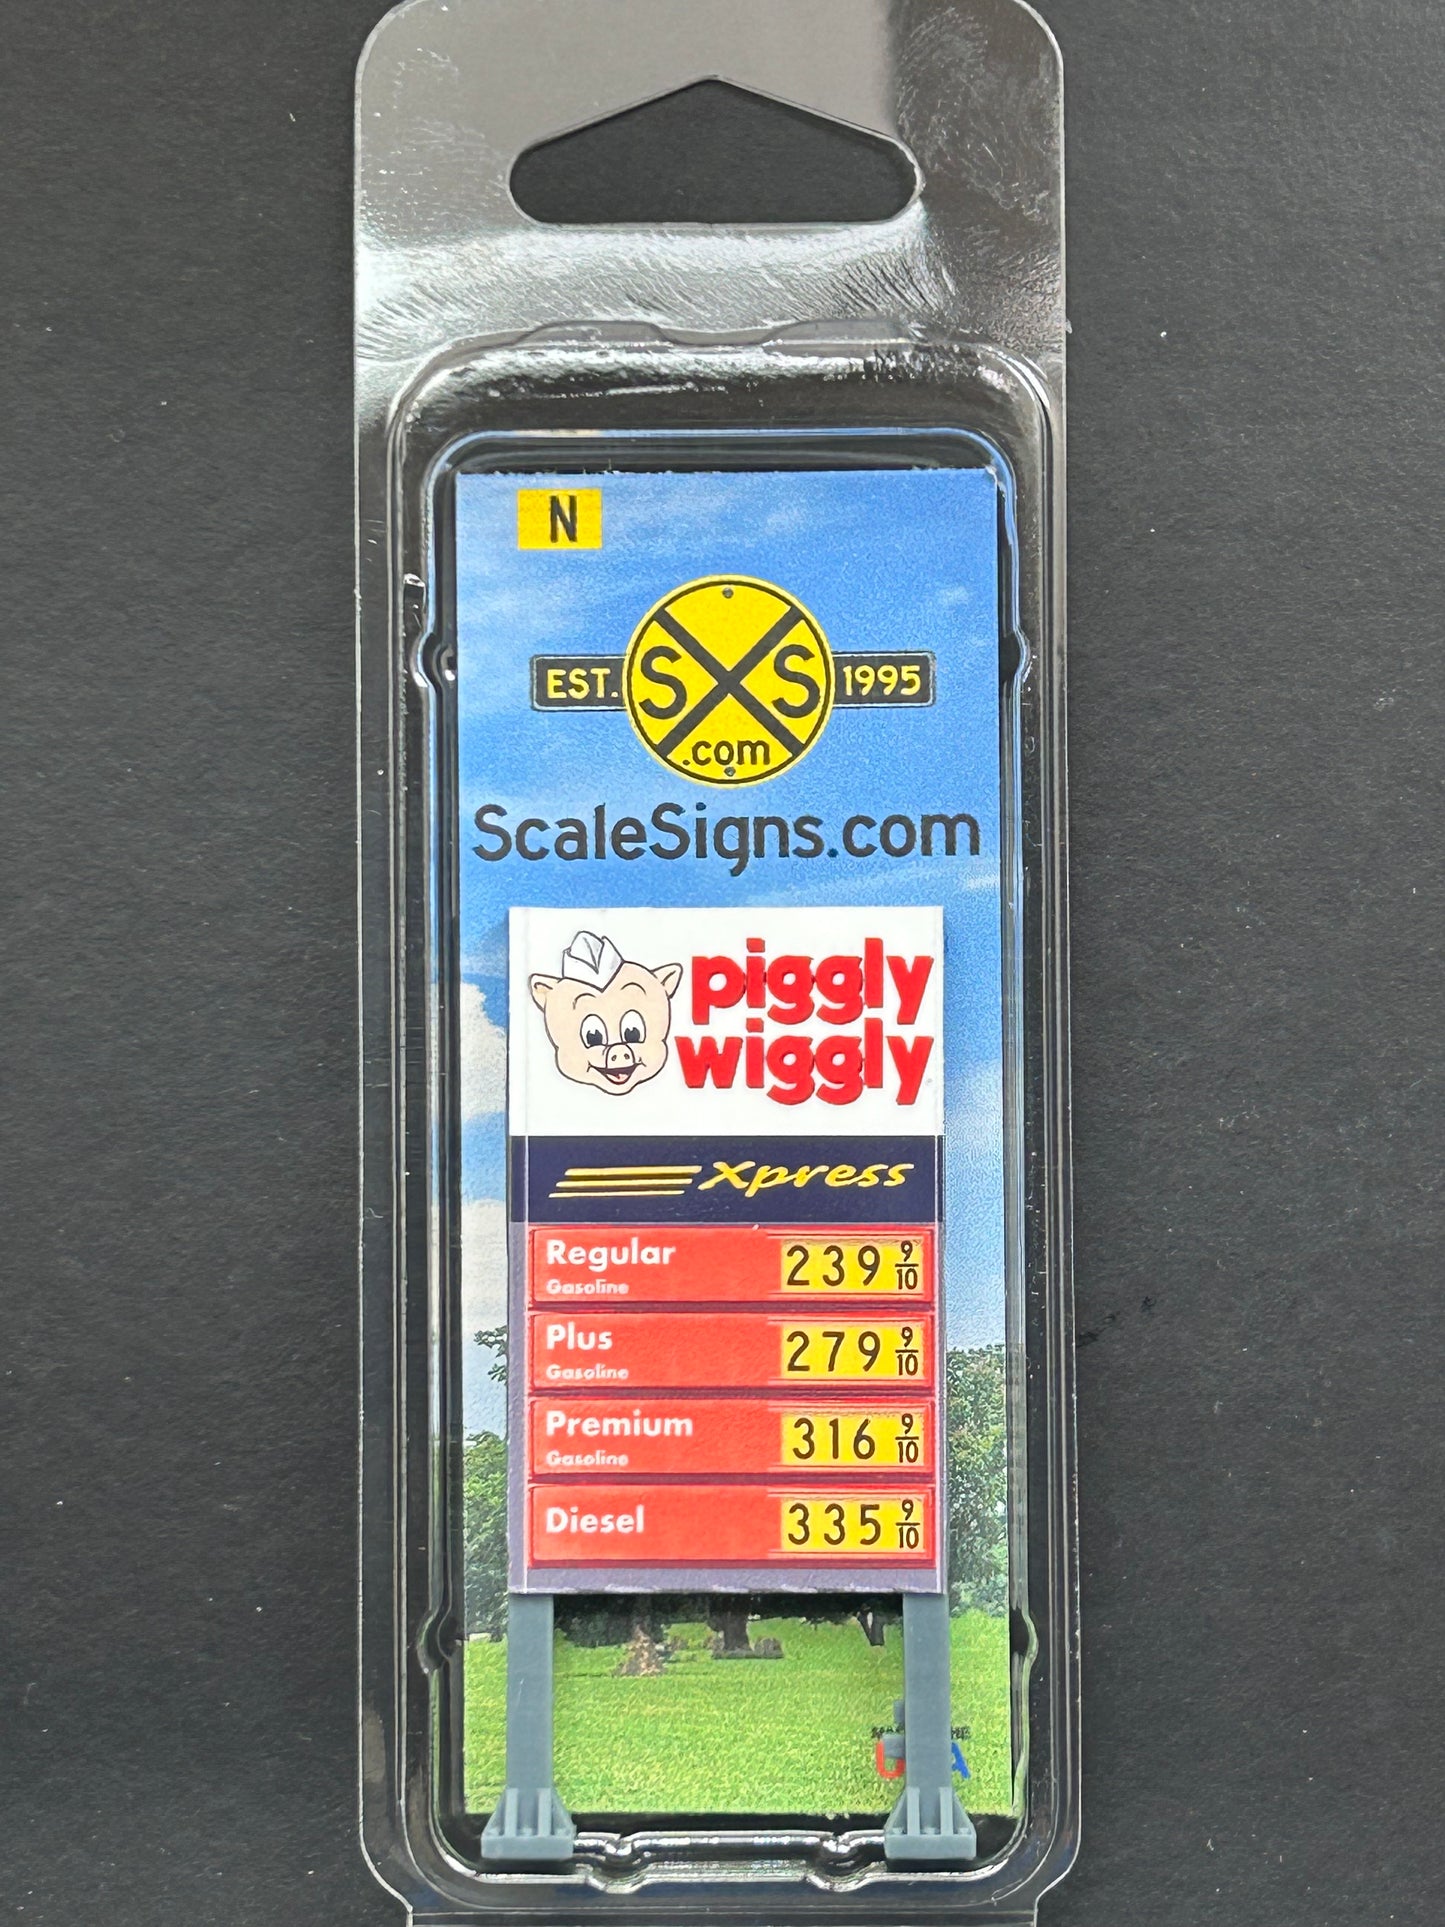 N
EST. SXS 1995
.com
ScaleSigns.com
piggly
wiggly
Xpress
Regular 239 9/10
Gasoline
Plus 279 9/10
Gasoline
Premium 316 9/10
Gasoline
Diesel 335 9/10